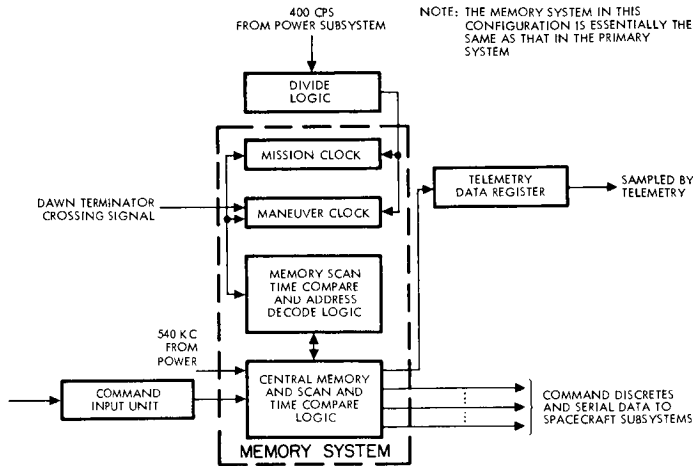 400 CPS
FROM POWER SUBSYSTEM
NOTE: THE MEMORY SYSTEM IN THIS
CONFIGURATION IS ESSENTIALLY THE
SAME AS THAT IN THE PRIMARY
SYSTEM
DIVIDE
LOGIC
MISSION CLOCK
TELEMETRY
DATA REGISTER
SAMPLED BY
TELEMETRY
DAWN TERMINATOR
CROSSING SIGNAL
MANEUVER CLOCK
MEMORY SCAN
TIME COMPARE
AND ADDRESS
DECODE LOGIC
540 KC
FROM
POWER
COMMAND
INPUT UNIT
CENTRAL MEMORY
AND SCAN AND
TIME COMPARE
LOGIC
COMMAND DISCRETES
AND SERIAL DATA TO
SPACECRAFT SUBSYSTEMS
MEMORY SYSTEM